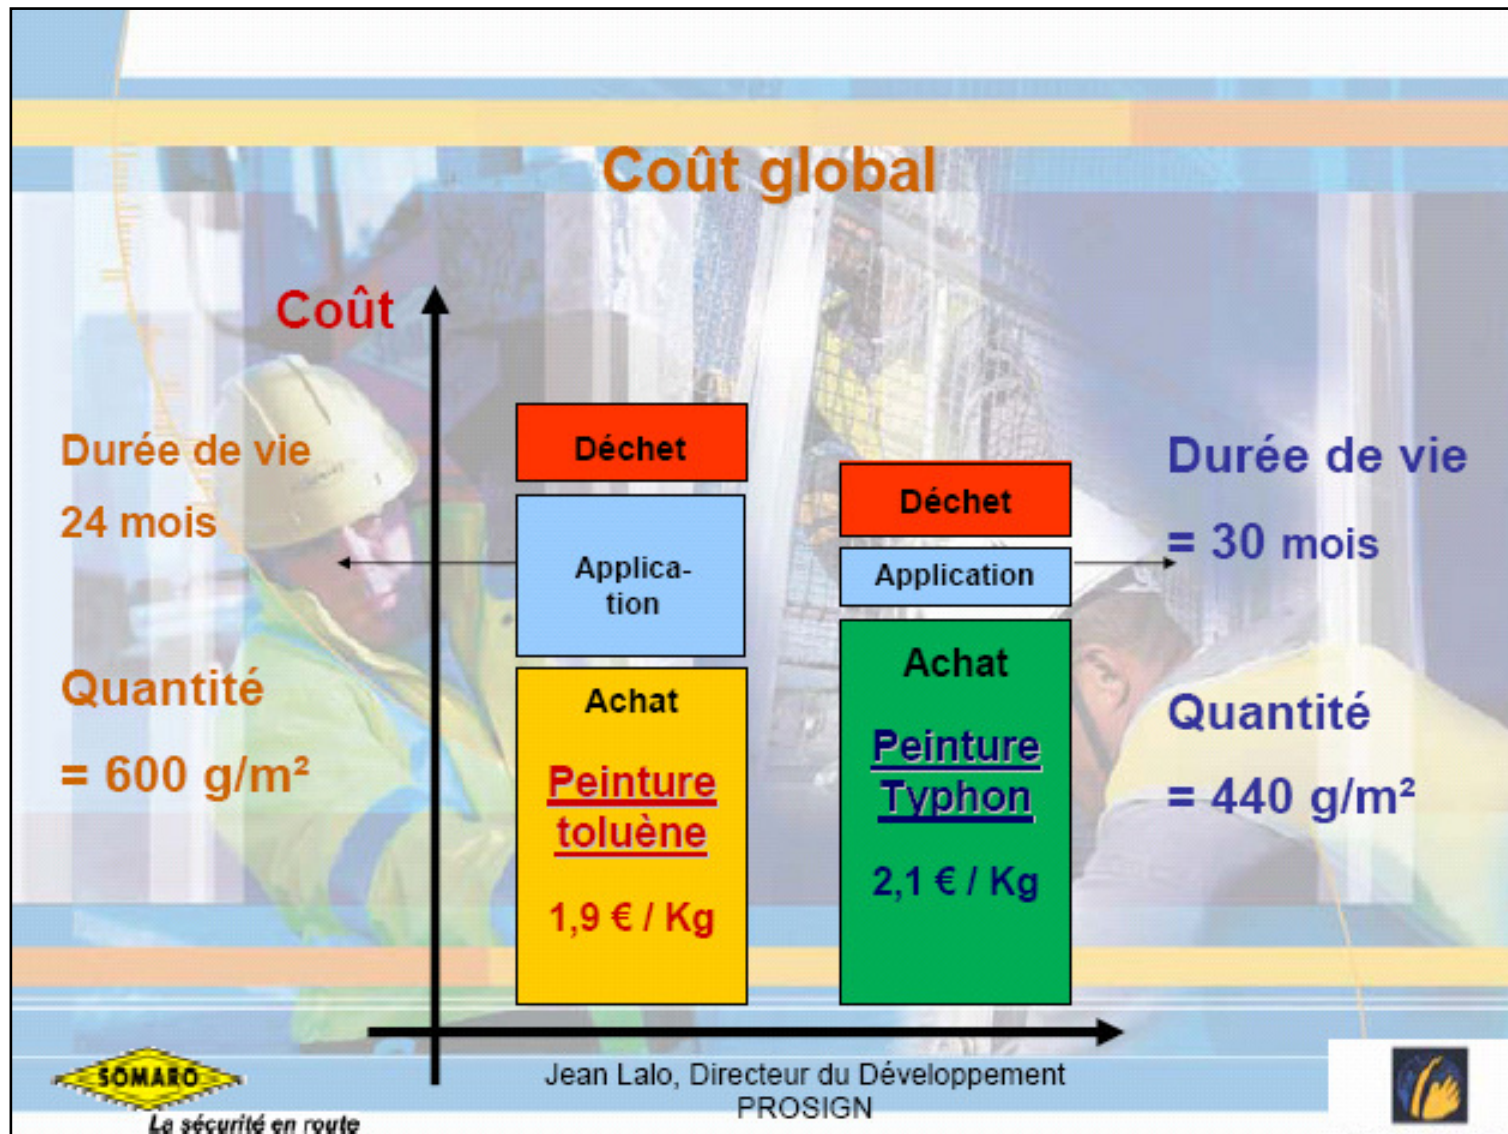 Coût global
Coût
Durée de vie
24 mois
Quantité
= 600 g/m²
Déchet
Applica-
tion
Achat
Peinture
toluène
1,9 € / Kg
Déchet
Application
Achat
Peinture
Typhon
2,1 € / Kg
Durée de vie
= 30 mois
Quantité
= 440 g/m²
SOMARO
La sécurité en route
Jean Lalo, Directeur du Développement
PROSIGN